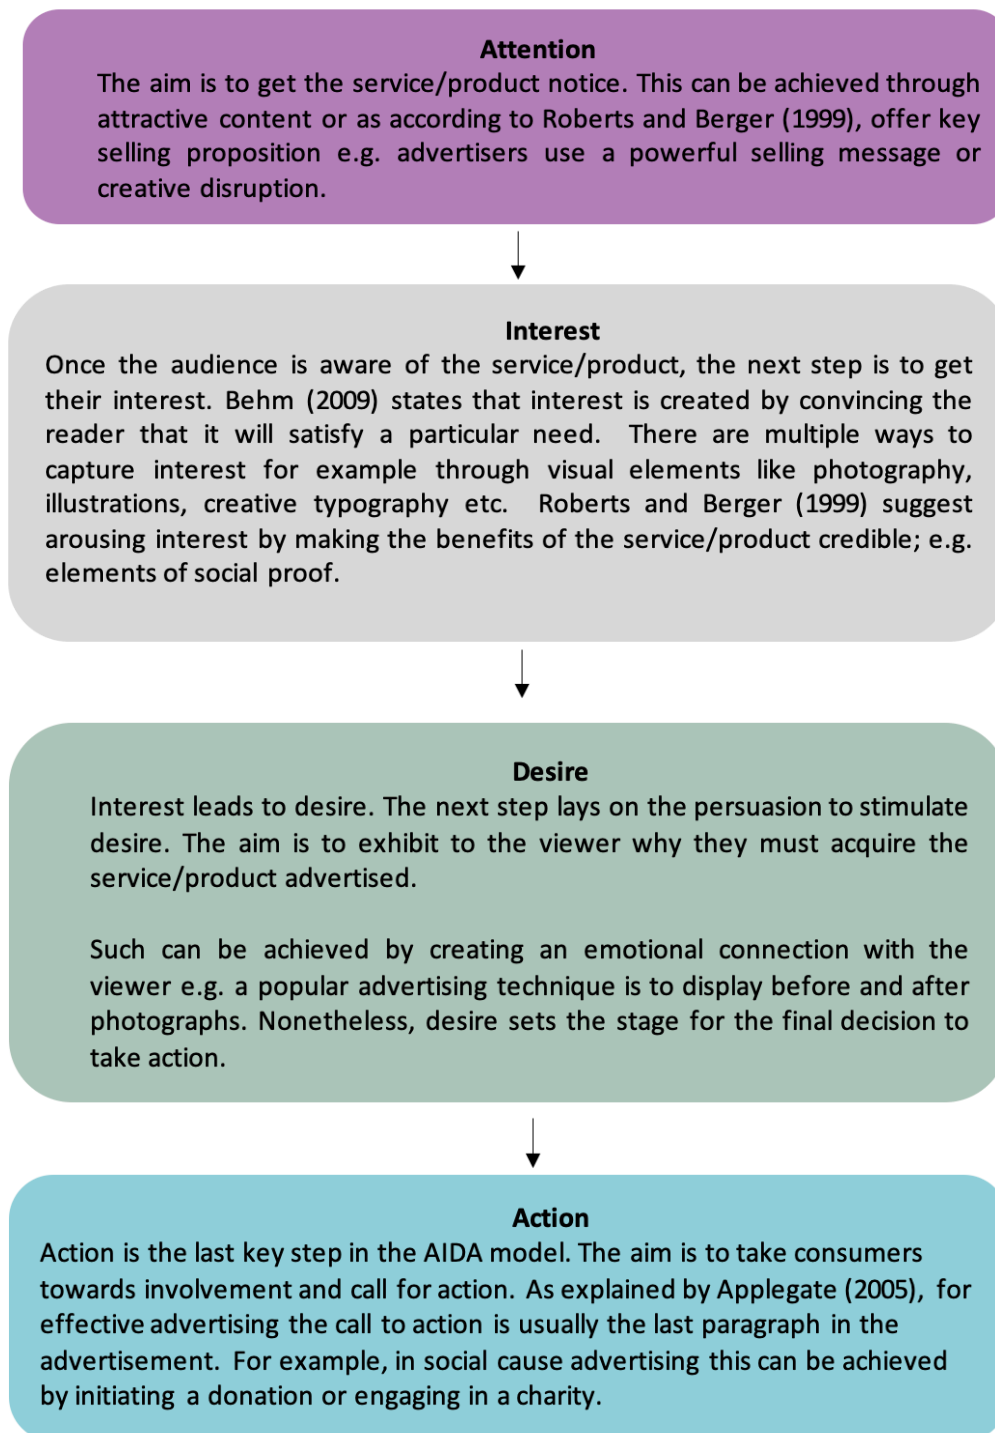 Attention
The aim is to get the service/product notice. This can be achieved through
attractive content or as according to Roberts and Berger (1999), offer key
selling proposition e.g. advertisers use a powerful selling message or
creative disruption.
Interest
Once the audience is aware of the service/product, the next step is to get
their interest. Behm (2009) states that interest is created by convincing the
reader that it will satisfy a particular need. There are multiple ways to
capture interest for example through visual elements like photography,
illustrations, creative typography etc. Roberts and Berger (1999) suggest
arousing interest by making the benefits of the service/product credible; e.g.
elements of social proof.
Desire
Interest leads to desire. The next step lays on the persuasion to stimulate
desire. The aim is to exhibit to the viewer why they must acquire the
service/product advertised.
Such can be achieved by creating an emotional connection with the
viewer e.g. a popular advertising technique is to display before and after
photographs. Nonetheless, desire sets the stage for the final decision to
take action.
Action
Action is the last key step in the AIDA model. The aim is to take consumers
towards involvement and call for action. As explained by Applegate (2005), for
effective advertising the call to action is usually the last paragraph in the
advertisement. For example, in social cause advertising this can be achieved
by initiating a donation or engaging in a charity.